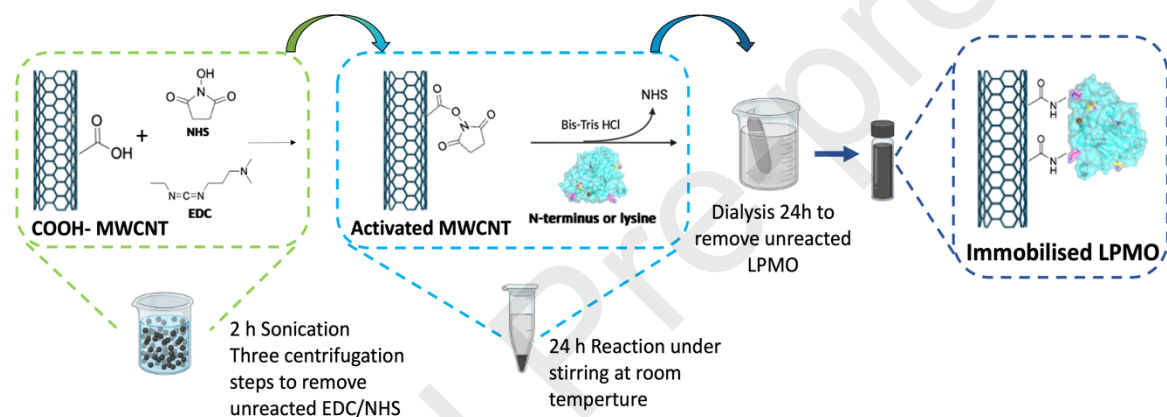 OH
N
O
O
NHS
+
O
OH
N=C=N
N
EDC
COOH- MWCNT
O
O
N
O
O
Activated MWCNT
NHS
Bis-Tris HCl
N-terminus or lysine
Dialysis 24h to
remove unreacted
LPMO
O
N
H
O
N
H
Immobilised LPMO
2 h Sonication
Three centrifugation
steps to remove
unreacted EDC/NHS
24 h Reaction under
stirring at room
temperture
Prepr